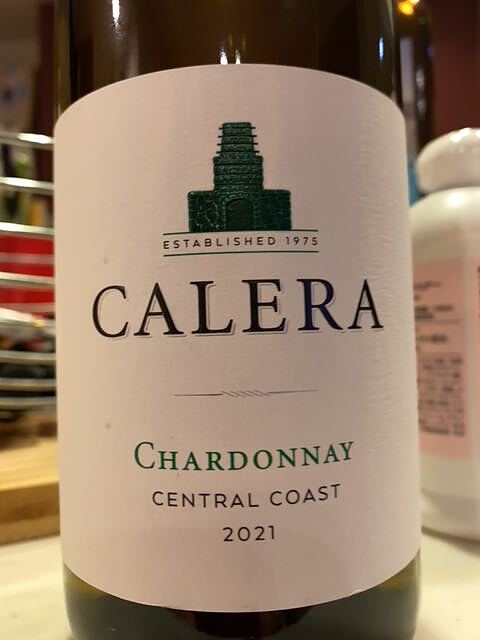 ESTABLISHED 1975
CALERA
CHARDONNAY
CENTRAL COAST
2021